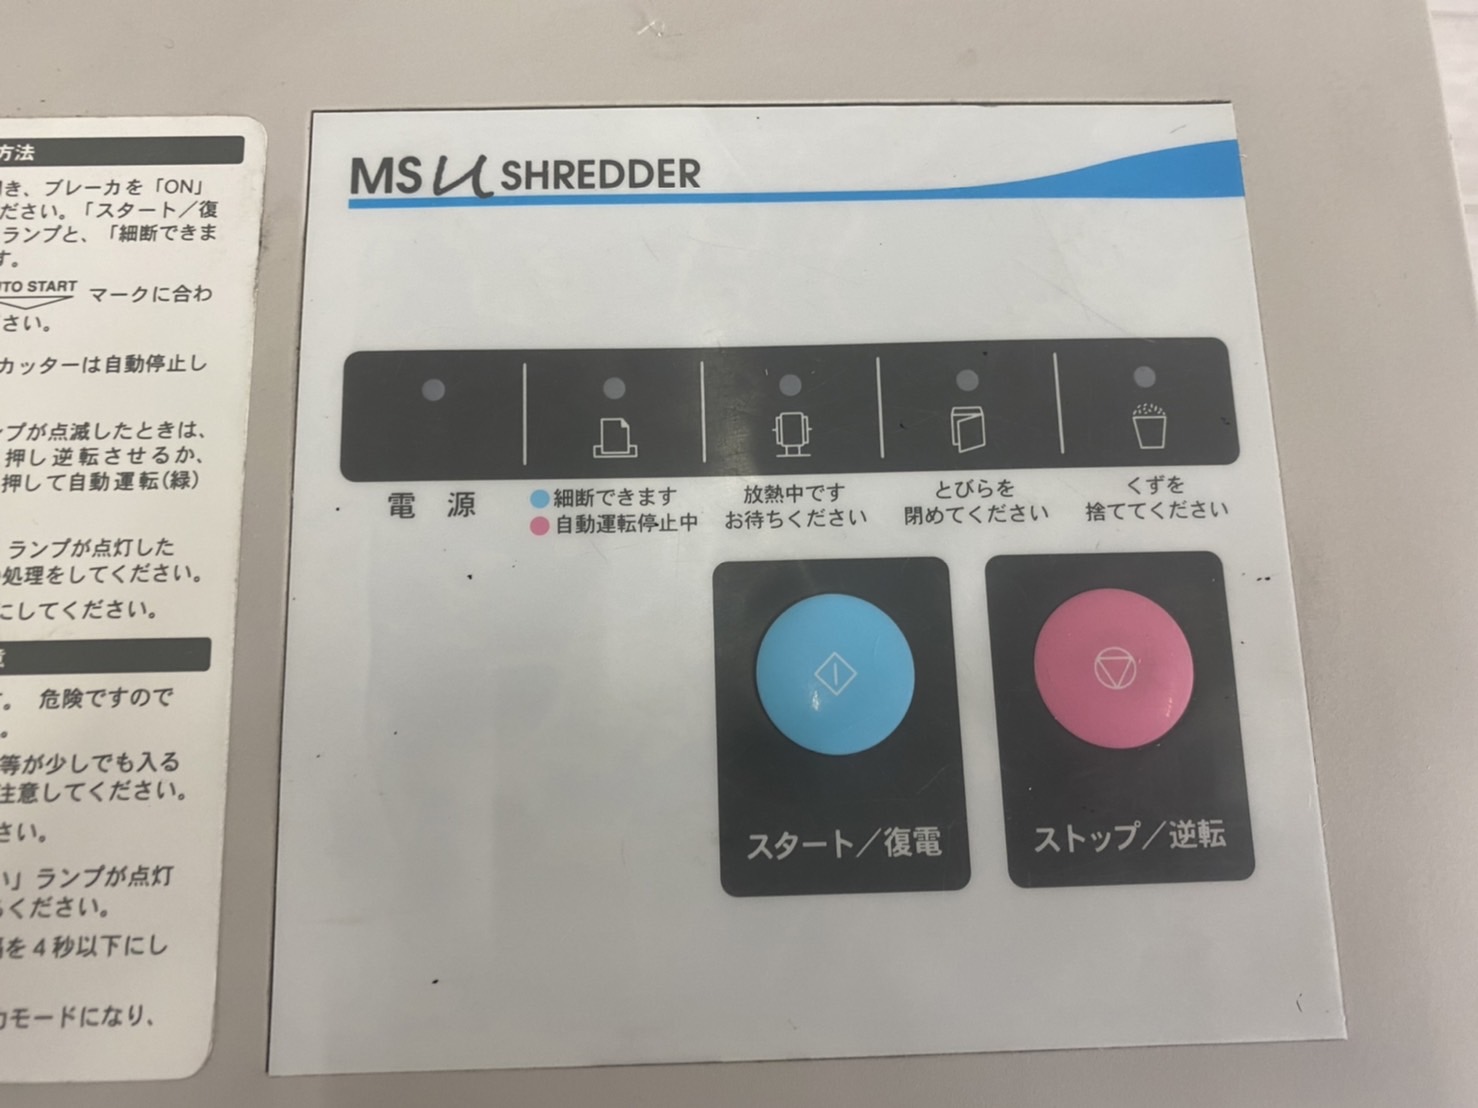 方法
き、ブレーカを「ON」
ださい。「スタート／復
ランプと、「細断できま
す。
TO START マークに合わ
さい。
カッターは自動停止し
プが点滅したときは、
押し逆転させるか、
押して自動運転(緑)
ランプが点灯した
処理をしてください。
にしてください。
意
。 危険ですので
。
等が少しでも入る
注意してください。
さい。
い」ランプが点灯
ください。
を4秒以下にし
モードになり、
MS U SHREDDER
電 源
細断できます
自動運転停止中
放熱中です
お待ちください
とびらを
閉めてください
くずを
捨ててください
スタート／復電
ストップ／逆転